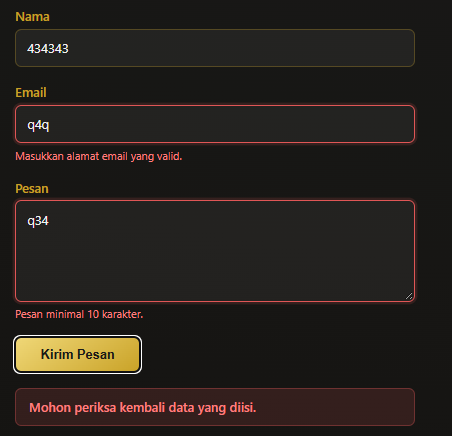 Nama
434343
Email
q4q
Masukkan alamat email yang valid.
Pesan
q34
Pesan minimal 10 karakter.
Kirim Pesan
Mohon periksa kembali data yang diisi.